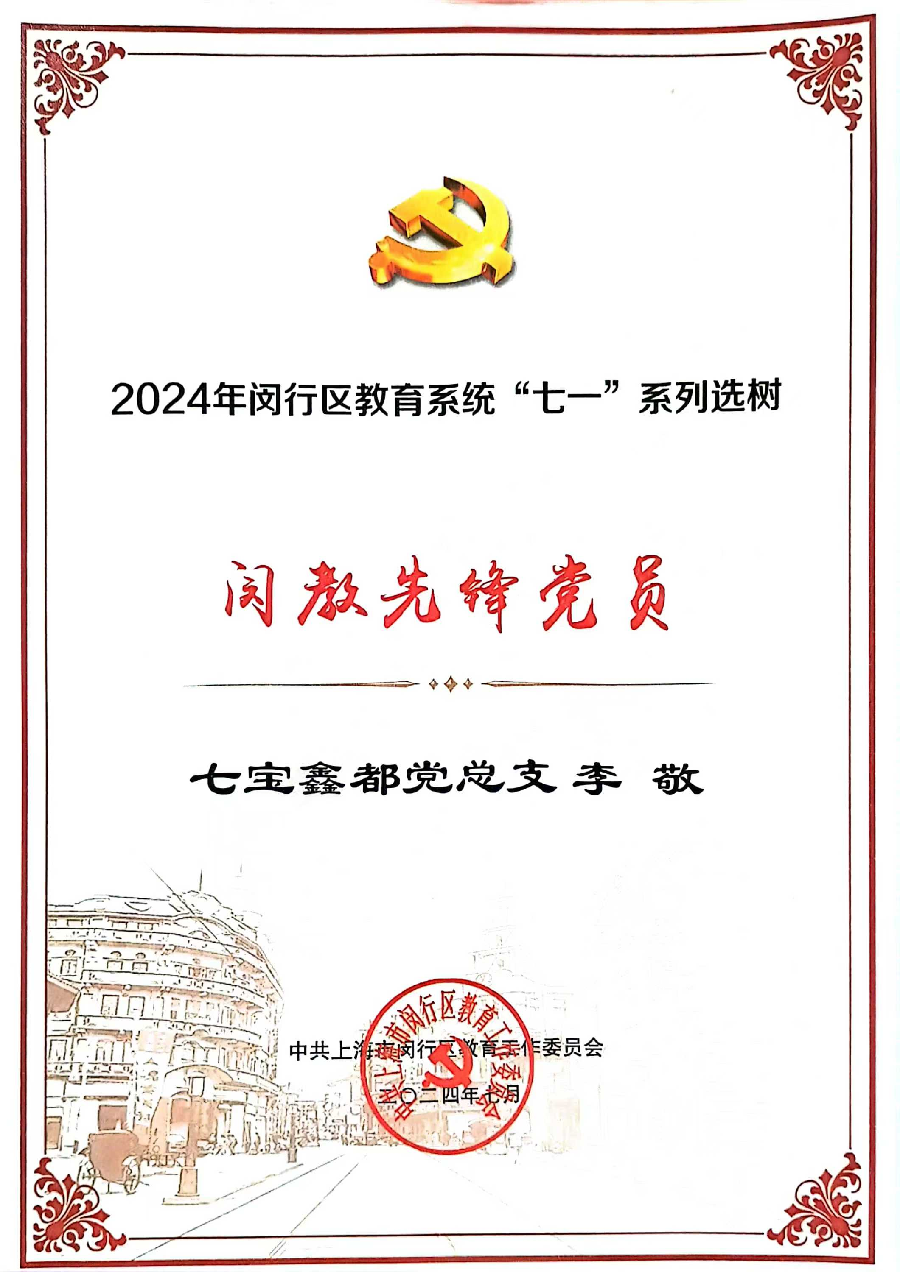 2024年闵行区教育系统“七一”系列选树
闵教先锋党员
七宝鑫都党总支 李 敬
中共上海市闵行区教育工作委员会
二〇二四年七月
中共上海市闵行区教育工作委员会